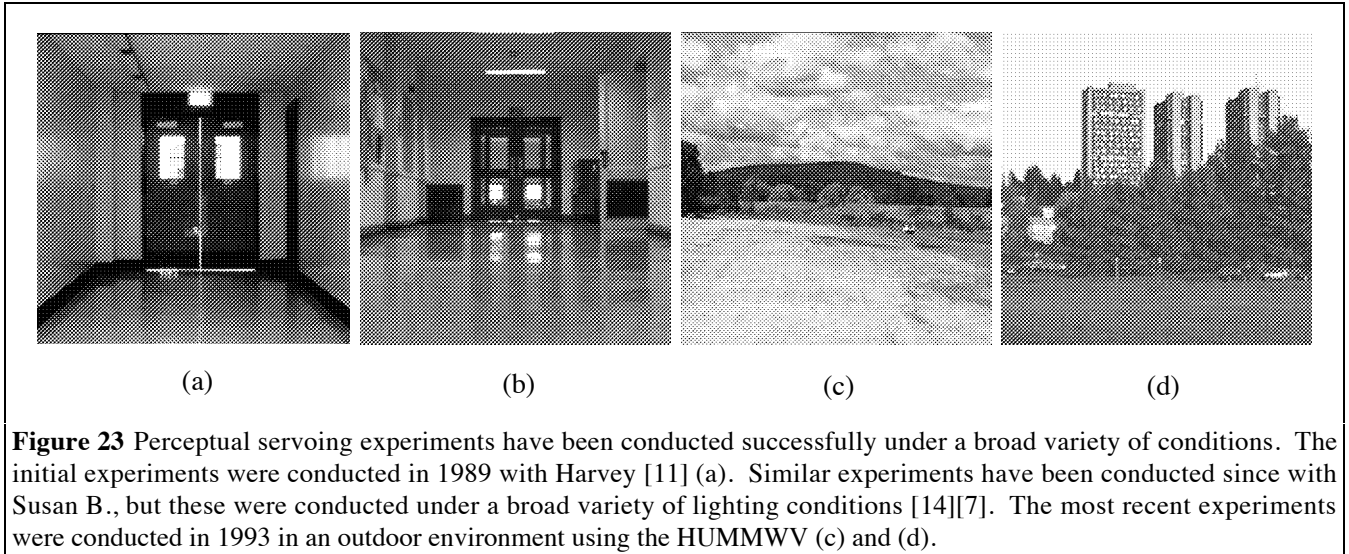 (a)
(b)
(c)
(d)
Figure 23 Perceptual servoing experiments have been conducted successfully under a broad variety of conditions. The
initial experiments were conducted in 1989 with Harvey [11] (a). Similar experiments have been conducted since with
Susan B., but these were conducted under a broad variety of lighting conditions [14][7]. The most recent experiments
were conducted in 1993 in an outdoor environment using the HUMMWV (c) and (d).